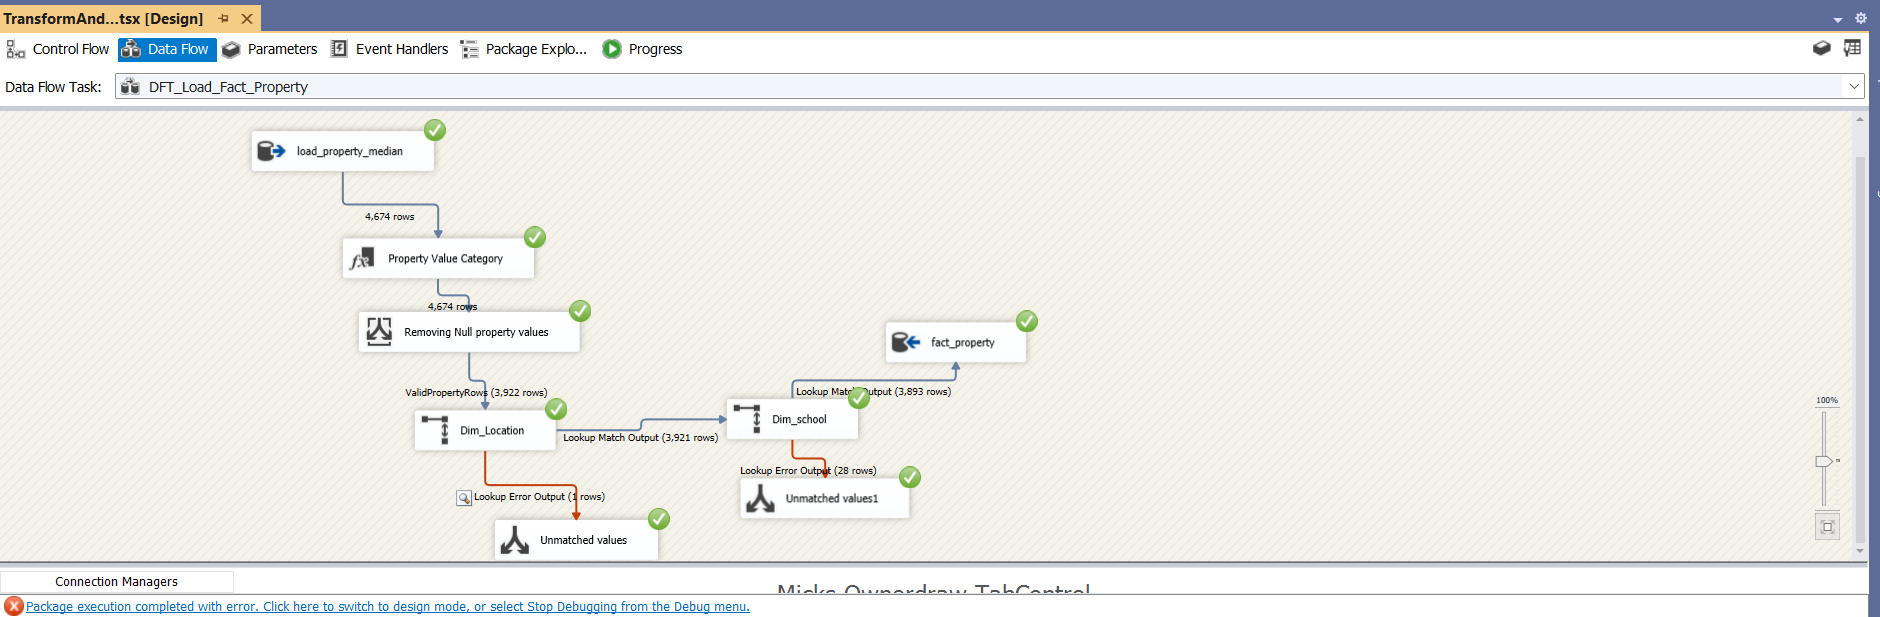 TransformAnd...tsx [Design]
Control Flow Data Flow Parameters Event Handlers Package Explo... Progress
Data Flow Task: DFT_Load_Fact_Property
load_property_median
4,674 rows
Property Value Category
4,674 rows
Removing Null property values
fact_property
ValidPropertyRows (3,922 rows)
Lookup Match Output (3,893 rows)
Dim_Location
Lookup Match Output (3,921 rows)
Dim_school
Lookup Error Output (28 rows)
Unmatched values1
Lookup Error Output (1 rows)
Unmatched values
100%
Connection Managers
Micks Ownerdraw TabControl
Package execution completed with error. Click here to switch to design mode, or select Stop Debugging from the Debug menu.